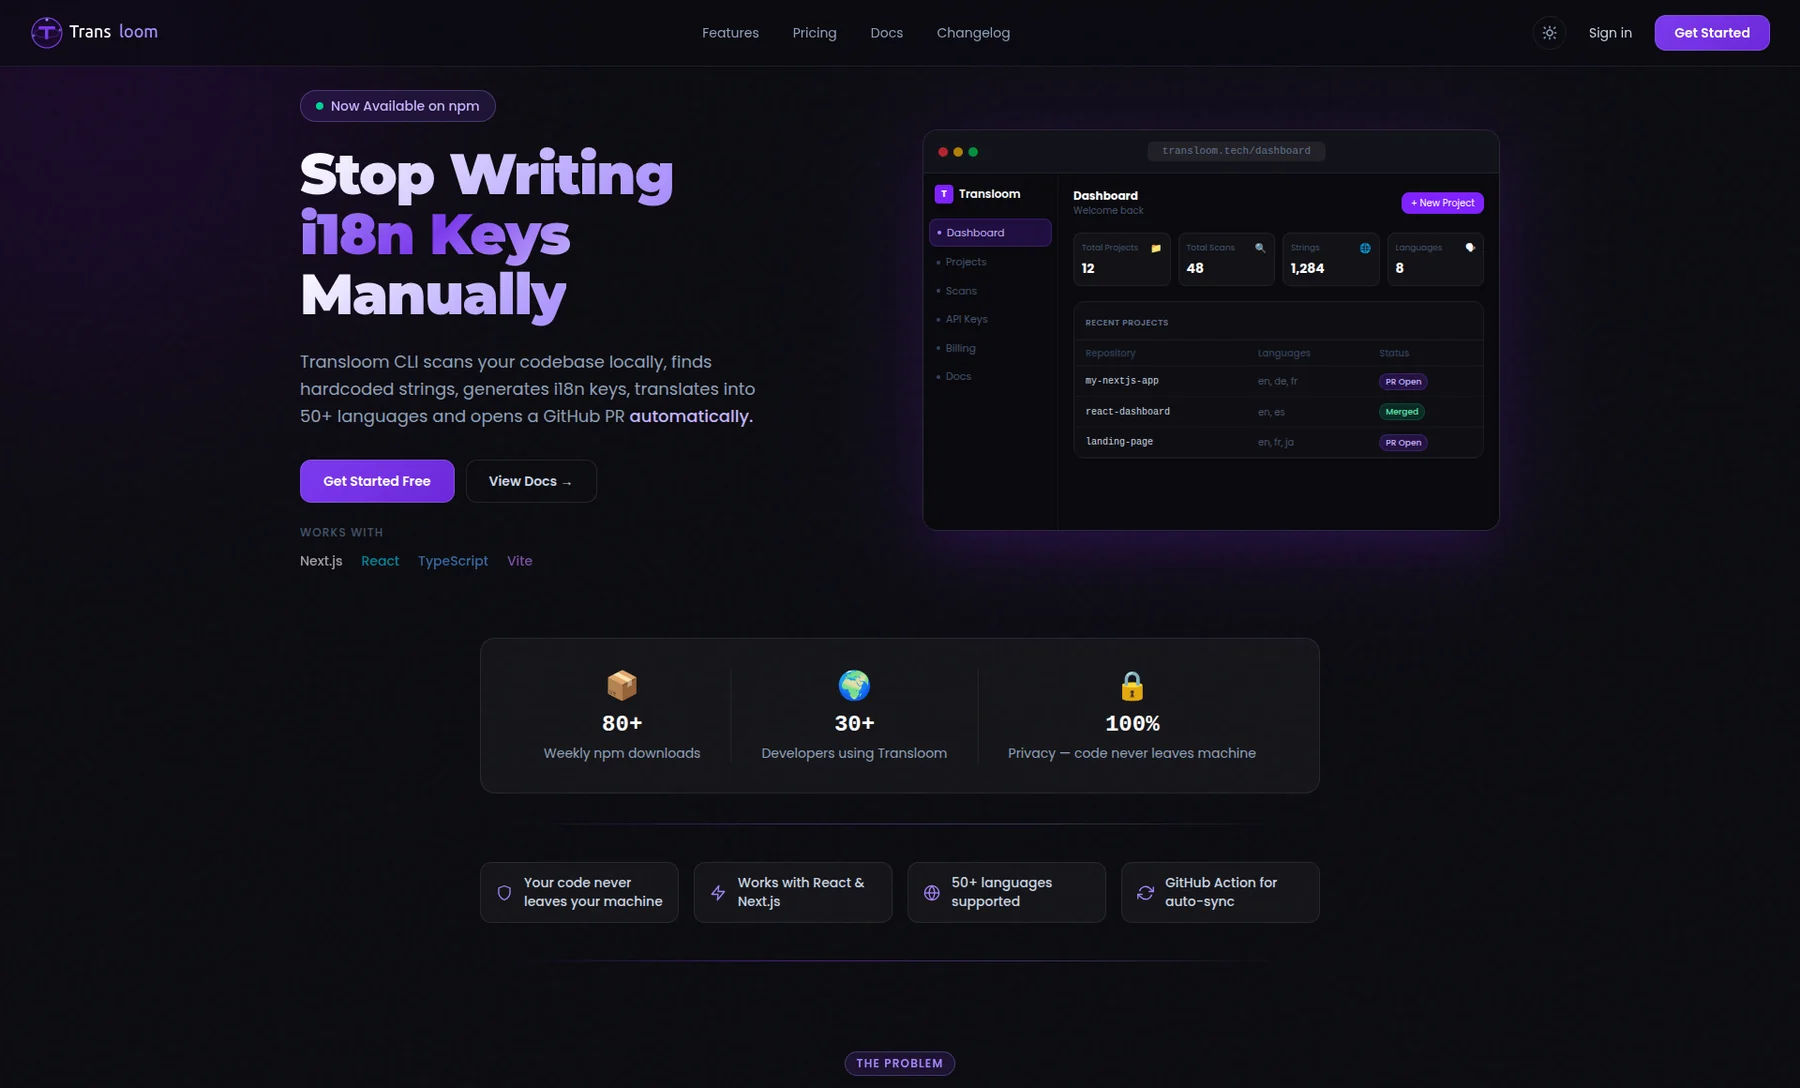 Trans loom
Features
Pricing
Docs
Changelog
Sign in
Get Started
Now Available on npm
Stop Writing
i18n Keys
Manually
Transloom CLI scans your codebase locally, finds
hardcoded strings, generates i18n keys, translates into
50+ languages and opens a GitHub PR automatically.
Get Started Free
View Docs →
WORKS WITH
Next.js
React
TypeScript
Vite
transloom.tech/dashboard
T
Transloom
Dashboard
Projects
Scans
API Keys
Billing
Docs
Dashboard
Welcome back
+ New Project
Total Projects
12
Total Scans
48
Strings
1,284
Languages
8
RECENT PROJECTS
Repository
Languages
Status
my-nextjs-app
en, de, fr
PR Open
react-dashboard
en, es
Merged
landing-page
en, fr, ja
PR Open
80+
Weekly npm downloads
30+
Developers using Transloom
100%
Privacy — code never leaves machine
Your code never
leaves your machine
Works with React &
Next.js
50+ languages
supported
GitHub Action for
auto-sync
THE PROBLEM